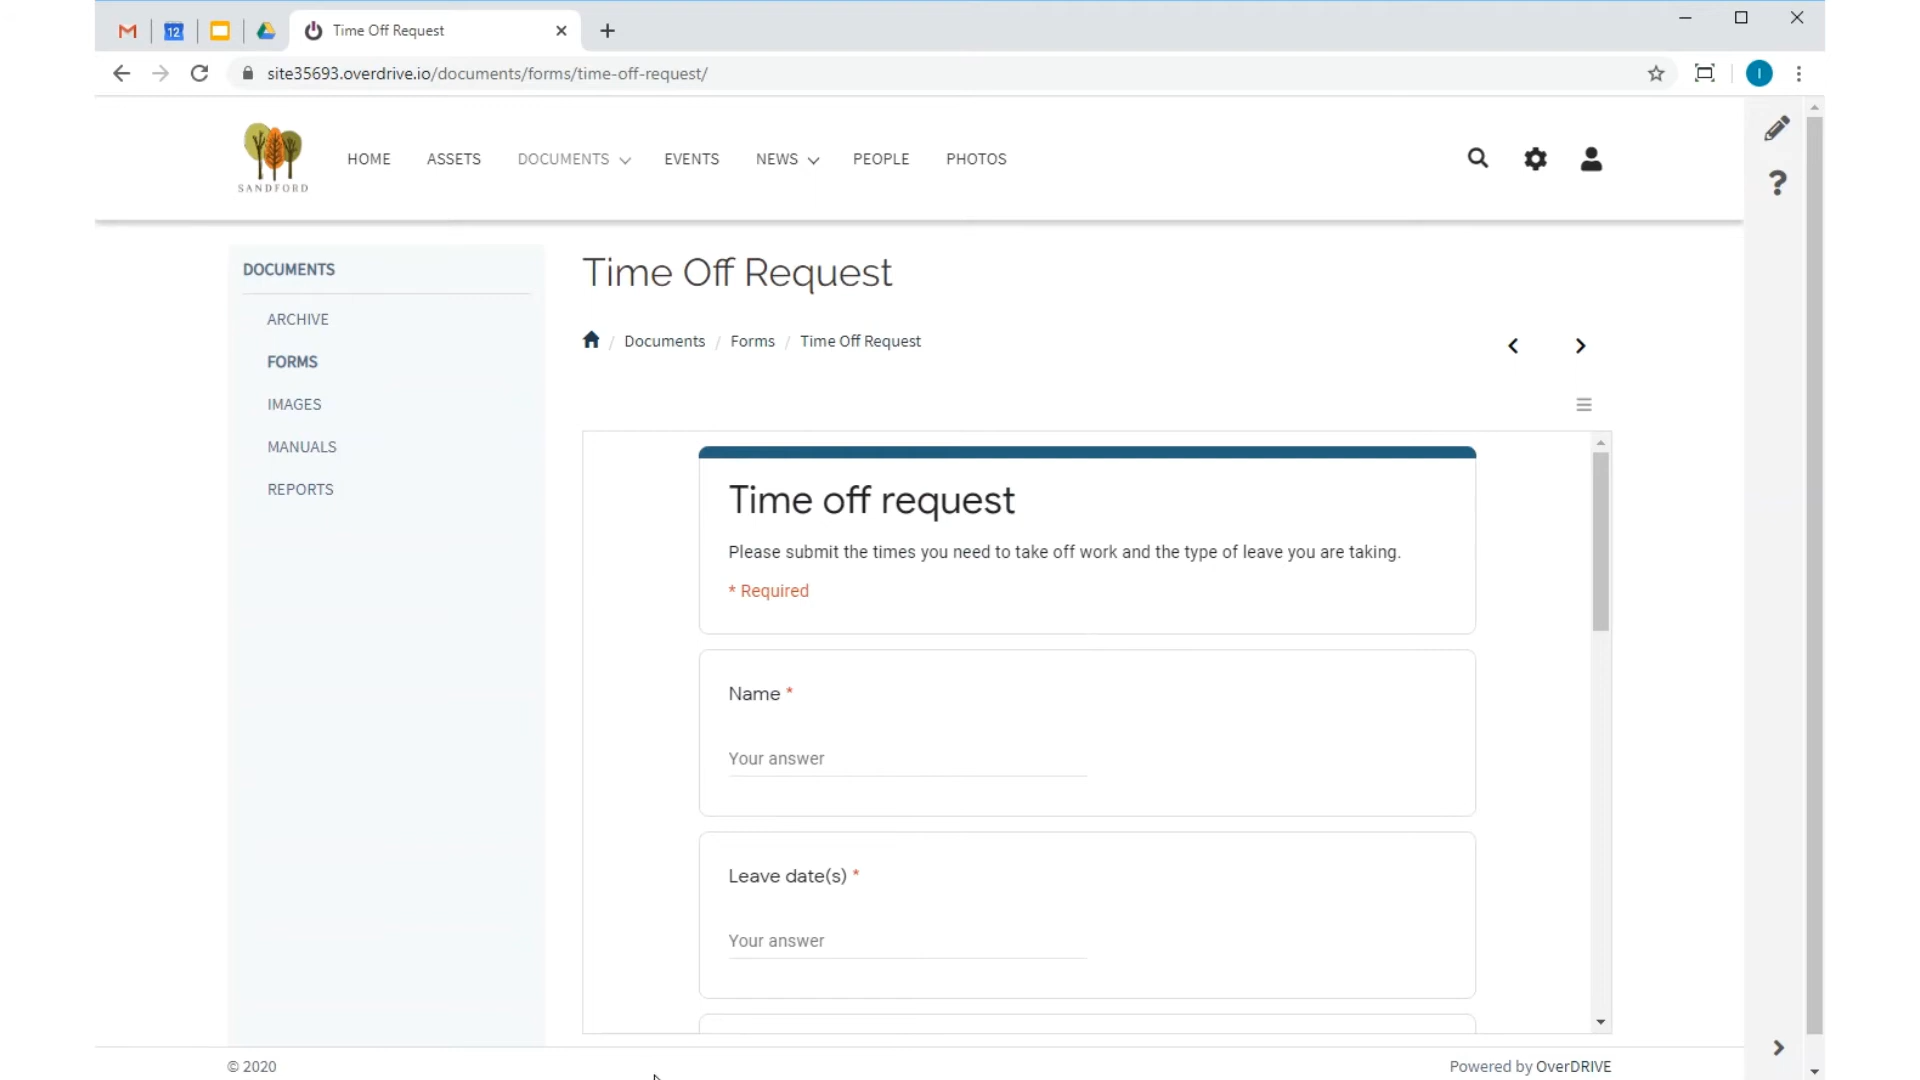 12
Time Off Request
site35693.overdrive.io/documents/forms/time-off-request/
I
SANDFORD
HOME
ASSETS
DOCUMENTS
EVENTS
NEWS
PEOPLE
PHOTOS
?
DOCUMENTS
ARCHIVE
FORMS
IMAGES
MANUALS
REPORTS
Time Off Request
/ Documents / Forms / Time Off Request
Time off request
Please submit the times you need to take off work and the type of leave you are taking.
* Required
Name *
Your answer
Leave date(s) *
Your answer
© 2020
Powered by OverDRIVE